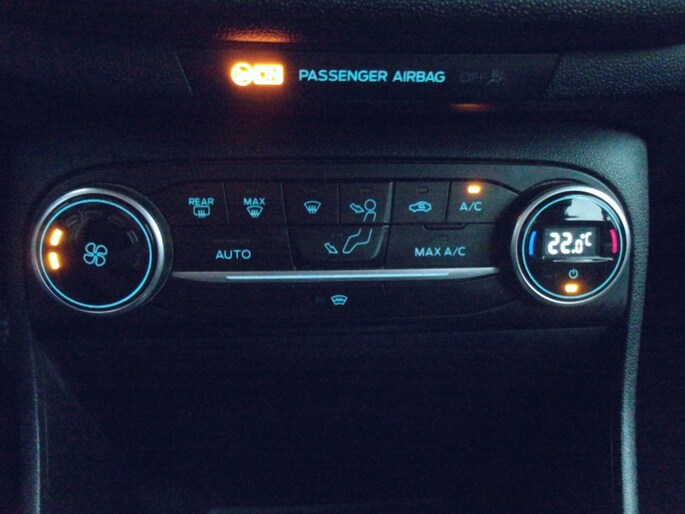 ON PASSENGER AIRBAG OFF
REAR MAX A/C
AUTO MAX A/C
22.0°C